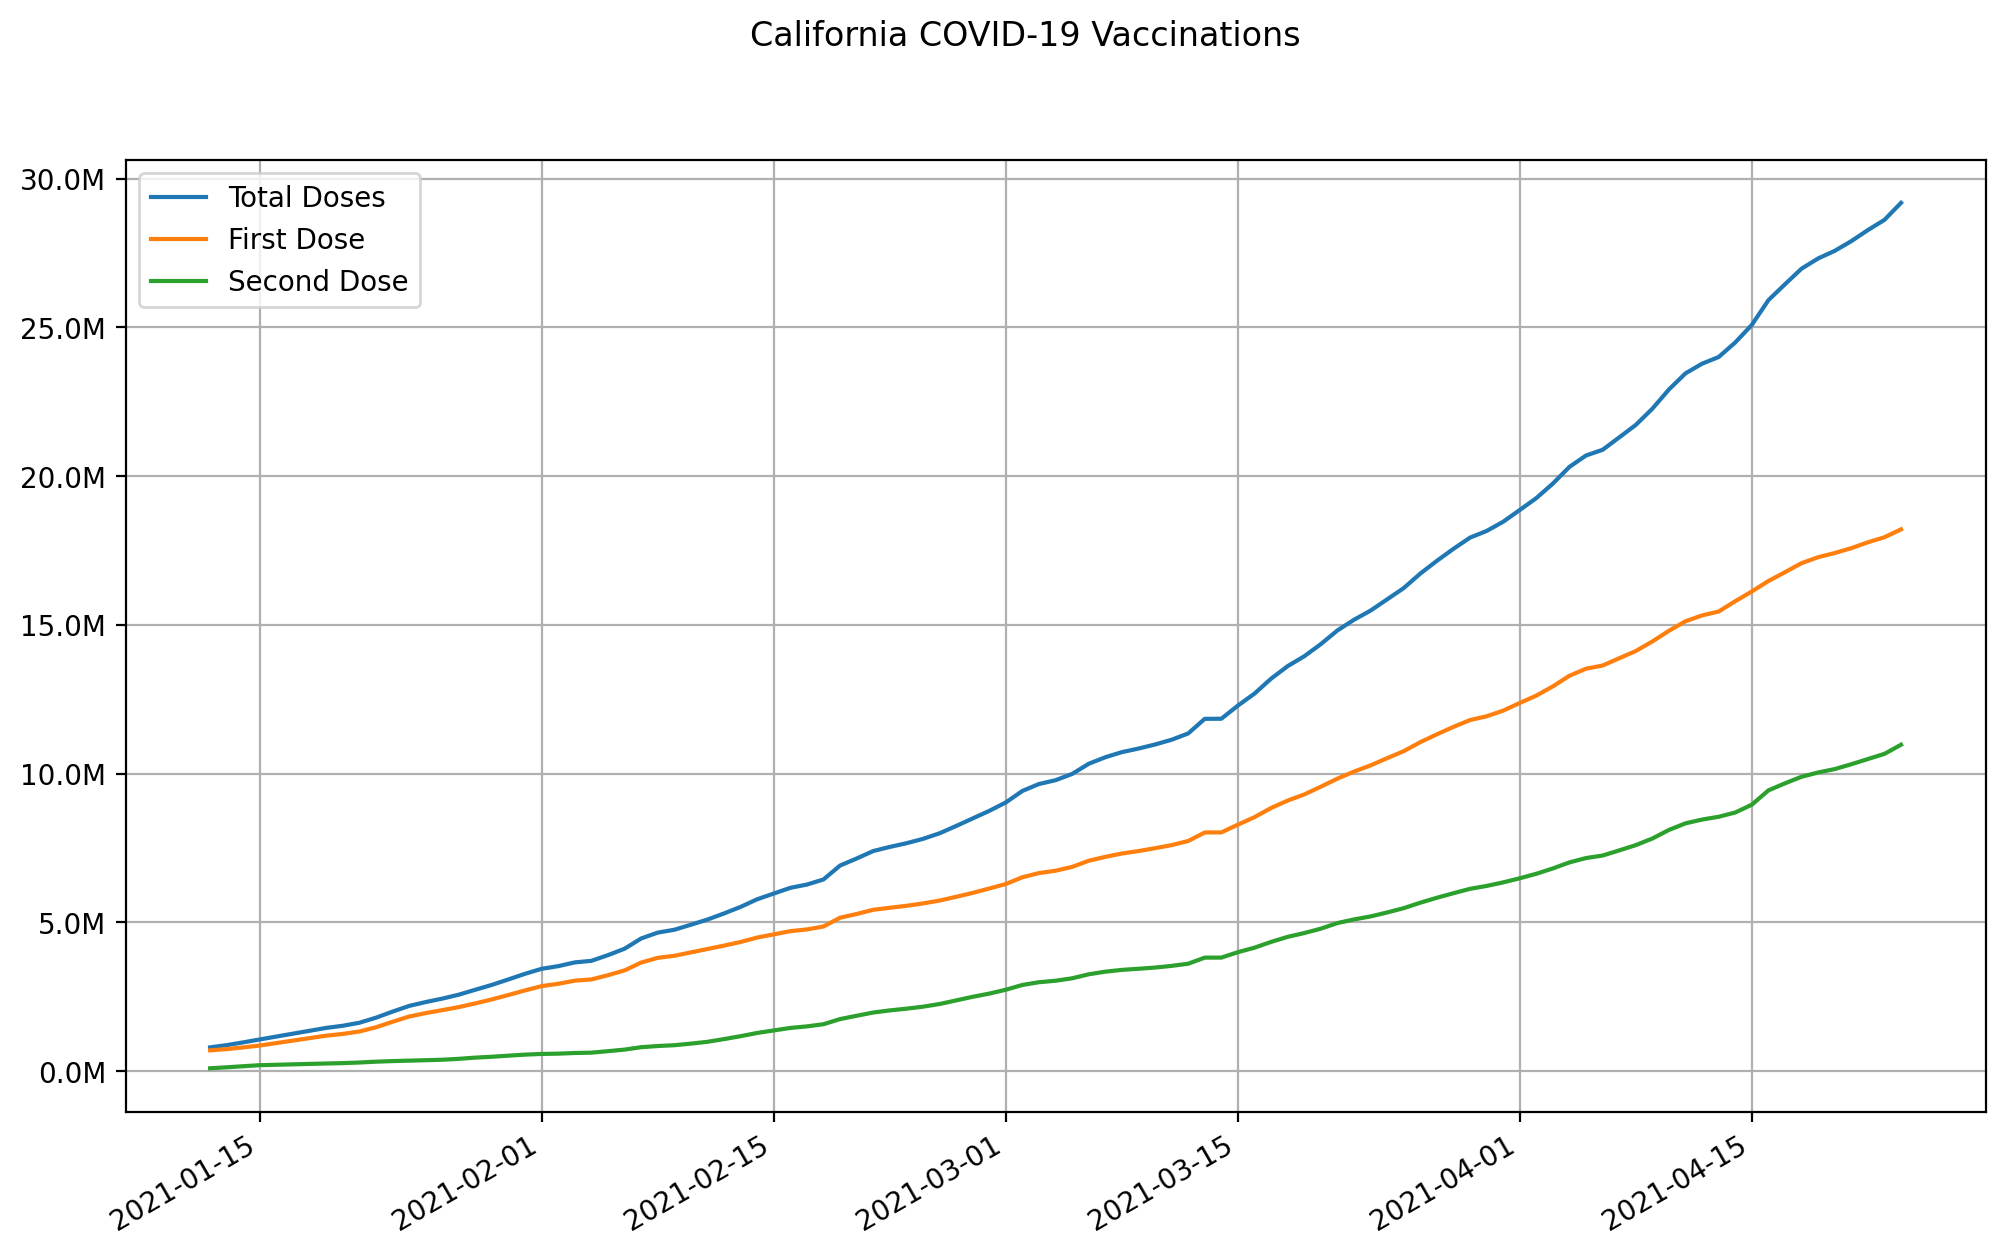 California COVID-19 Vaccinations
30.0M
25.0M
20.0M
15.0M
10.0M
5.0M
0.0M
Total Doses
First Dose
Second Dose
2021-01-15
2021-02-01
2021-02-15
2021-03-01
2021-03-15
2021-04-01
2021-04-15